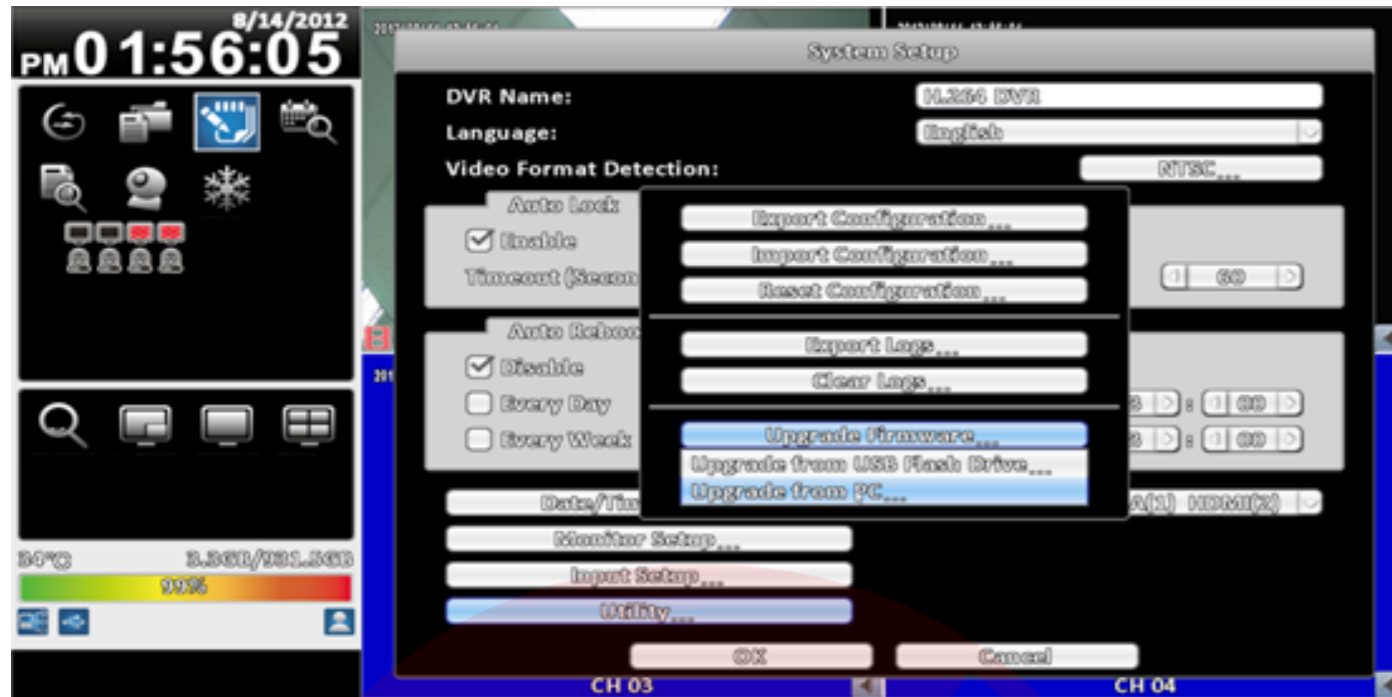 8/14/2012
PM 01:56:05
System Setup
DVR Name:
H.264 DVR
Language:
English
Video Format Detection:
NTSC...
Auto Lock
Enable
Timeout (Secon
60
Export Configuration...
Import Configuration...
Reset Configuration...
Export Logs...
Clear Logs...
Upgrade Firmware...
Upgrade from USB Flash Drive...
Upgrade from PC...
Auto Reboo
Disable
Every Day
: 00
Every Week
: 00
Date/Tim
A(1) HDMI(2)
Monitor Setup...
Input Setup...
Utility...
OK
Cancel
34°C
3.3GB/931.5GB
99%
CH 03
CH 04